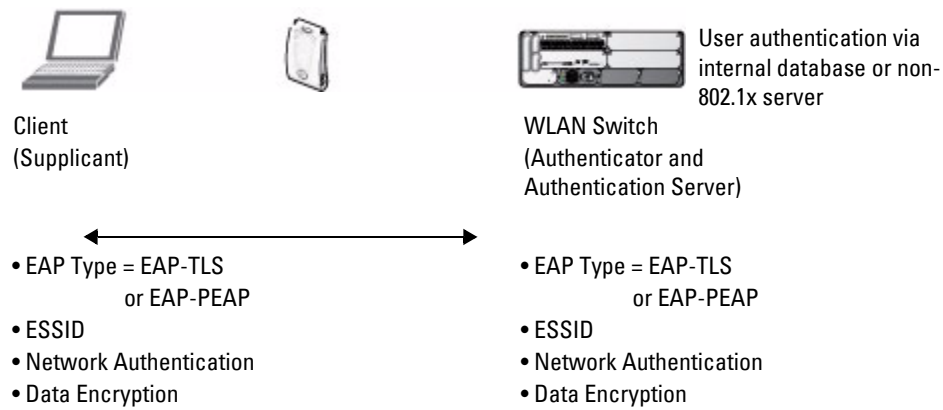 User authentication via
internal database or non-
802.1x server
Client
(Supplicant)
WLAN Switch
(Authenticator and
Authentication Server)
• EAP Type = EAP-TLS
or EAP-PEAP
• ESSID
• Network Authentication
• Data Encryption
• EAP Type = EAP-TLS
or EAP-PEAP
• ESSID
• Network Authentication
• Data Encryption